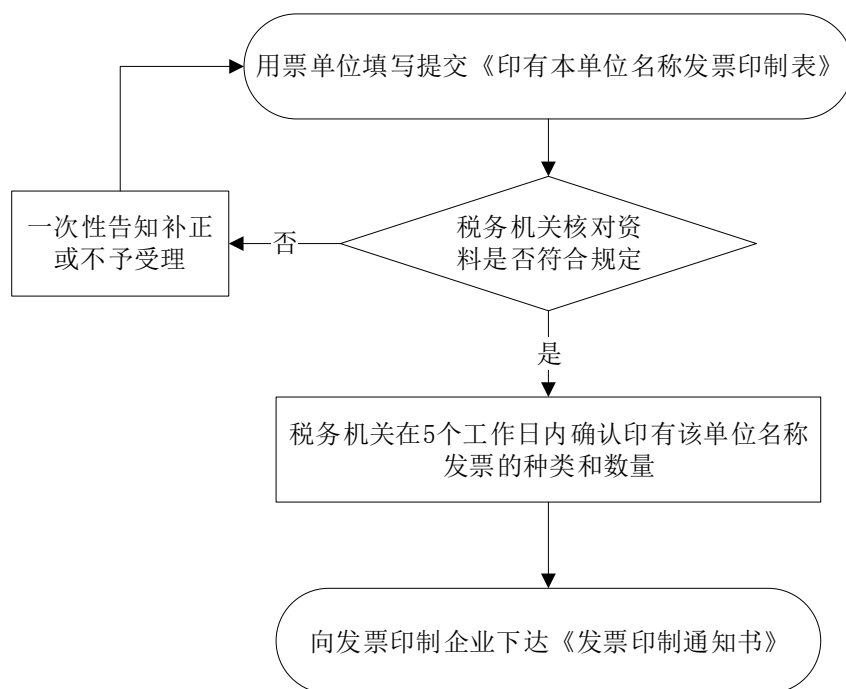 用票单位填写提交《印有本单位名称发票印制表》
一次性告知补正
或不予受理
否
税务机关核对资
料是否符合规定
是
税务机关在5个工作日内确认印有该单位名称
发票的种类和数量
向发票印制企业下达《发票印制通知书》